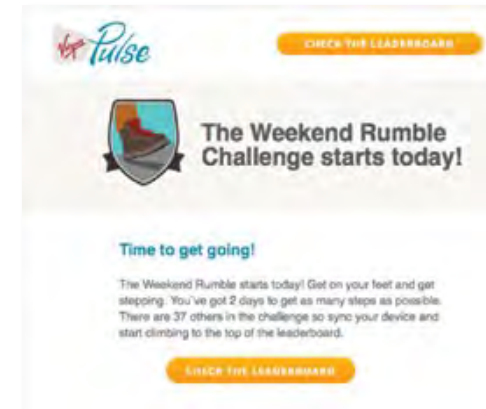 Virgin Pulse
CHECK THE LEADERBOARD
The Weekend Rumble
Challenge starts today!
Time to get going!
The Weekend Rumble starts today! Get on your feet and get
stepping. You've got 2 days to get as many steps as possible.
There are 37 others in the challenge so sync your device and
start climbing to the top of the leaderboard.
CHECK THE LEADERBOARD